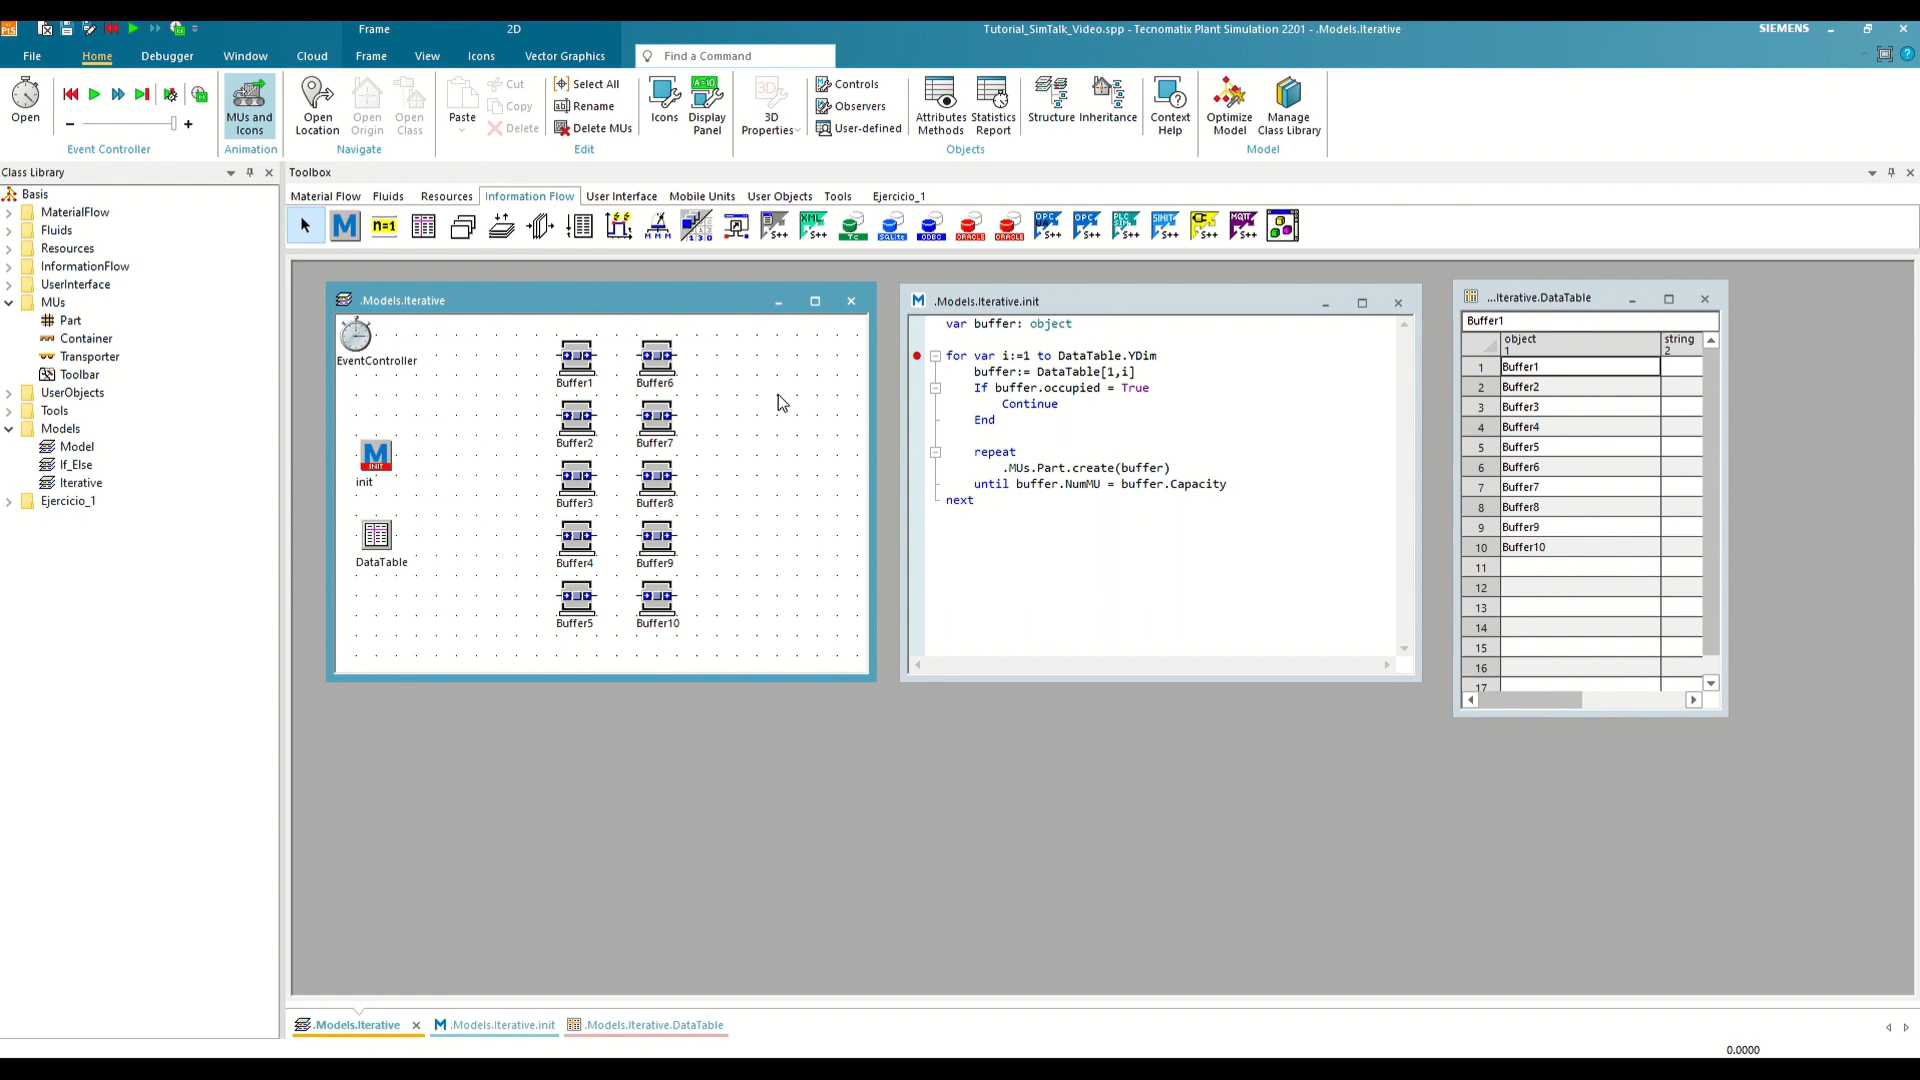 Frame 2D Tutorial_SimTalk_Video.spp - Tecnomatix Plant Simulation 2201 - .Models.Iterative SIEMENS
File Home Debugger Window Cloud Frame View Icons Vector Graphics Find a Command
Open
MUs and Icons
Open Location
Open Origin
Open Class
Paste
Cut
Copy
Delete
Select All
Rename
Delete MUs
Icons
Display Panel
3D Properties
Controls
Observers
User-defined
Attributes Methods
Statistics Report
Structure
Inheritance
Context Help
Optimize Model
Manage Class Library
Event Controller Animation Navigate Edit Objects Model
Class Library
Basis
MaterialFlow
Fluids
Resources
InformationFlow
UserInterface
MUs
Part
Container
Transporter
Toolbar
UserObjects
Tools
Models
Model
If_Else
Iterative
Ejercicio_1
Toolbox
Material Flow Fluids Resources Information Flow User Interface Mobile Units User Objects Tools Ejercicio_1
.Models.Iterative
EventController
init
DataTable
Buffer1 Buffer6
Buffer2 Buffer7
Buffer3 Buffer8
Buffer4 Buffer9
Buffer5 Buffer10
.Models.Iterative.init
var buffer: object
for var i:=1 to DataTable.YDim
buffer:= DataTable[1,i]
If buffer.occupied = True
Continue
End
repeat
.MUs.Part.create(buffer)
until buffer.NumMU = buffer.Capacity
next
...Iterative.DataTable
Buffer1
object string
1 2
1 Buffer1
2 Buffer2
3 Buffer3
4 Buffer4
5 Buffer5
6 Buffer6
7 Buffer7
8 Buffer8
9 Buffer9
10 Buffer10
11
12
13
14
15
16
17
.Models.Iterative .Models.Iterative.init .Models.Iterative.DataTable
0.0000